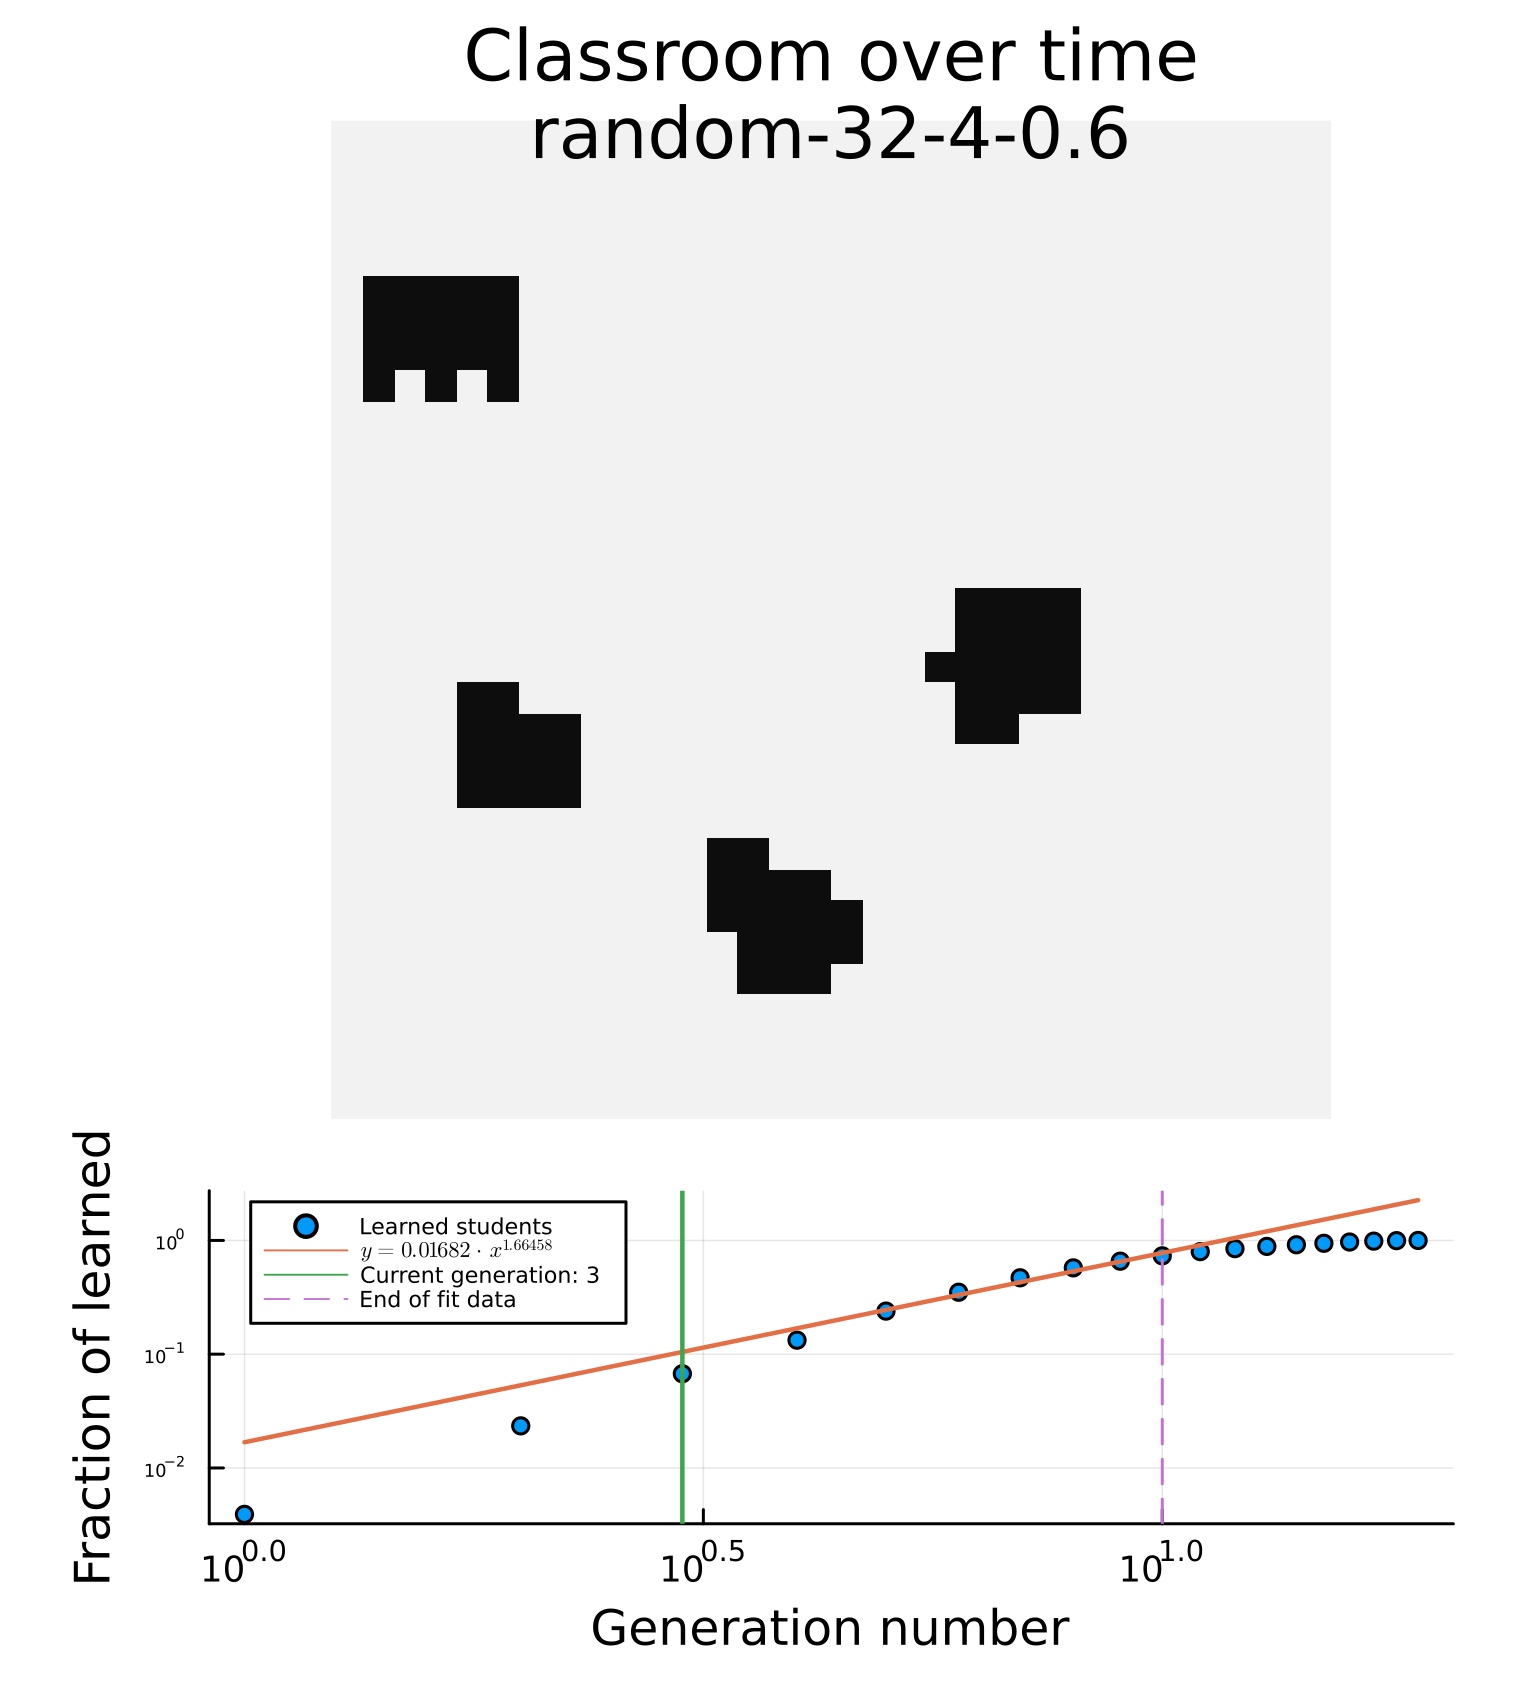 Classroom over time
random-32-4-0.6
Fraction of learned
10⁰
10⁻¹
10⁻²
Learned students
y = 0.01682 · x^1.66458
Current generation: 3
End of fit data
10^0.0
10^0.5
10^1.0
Generation number